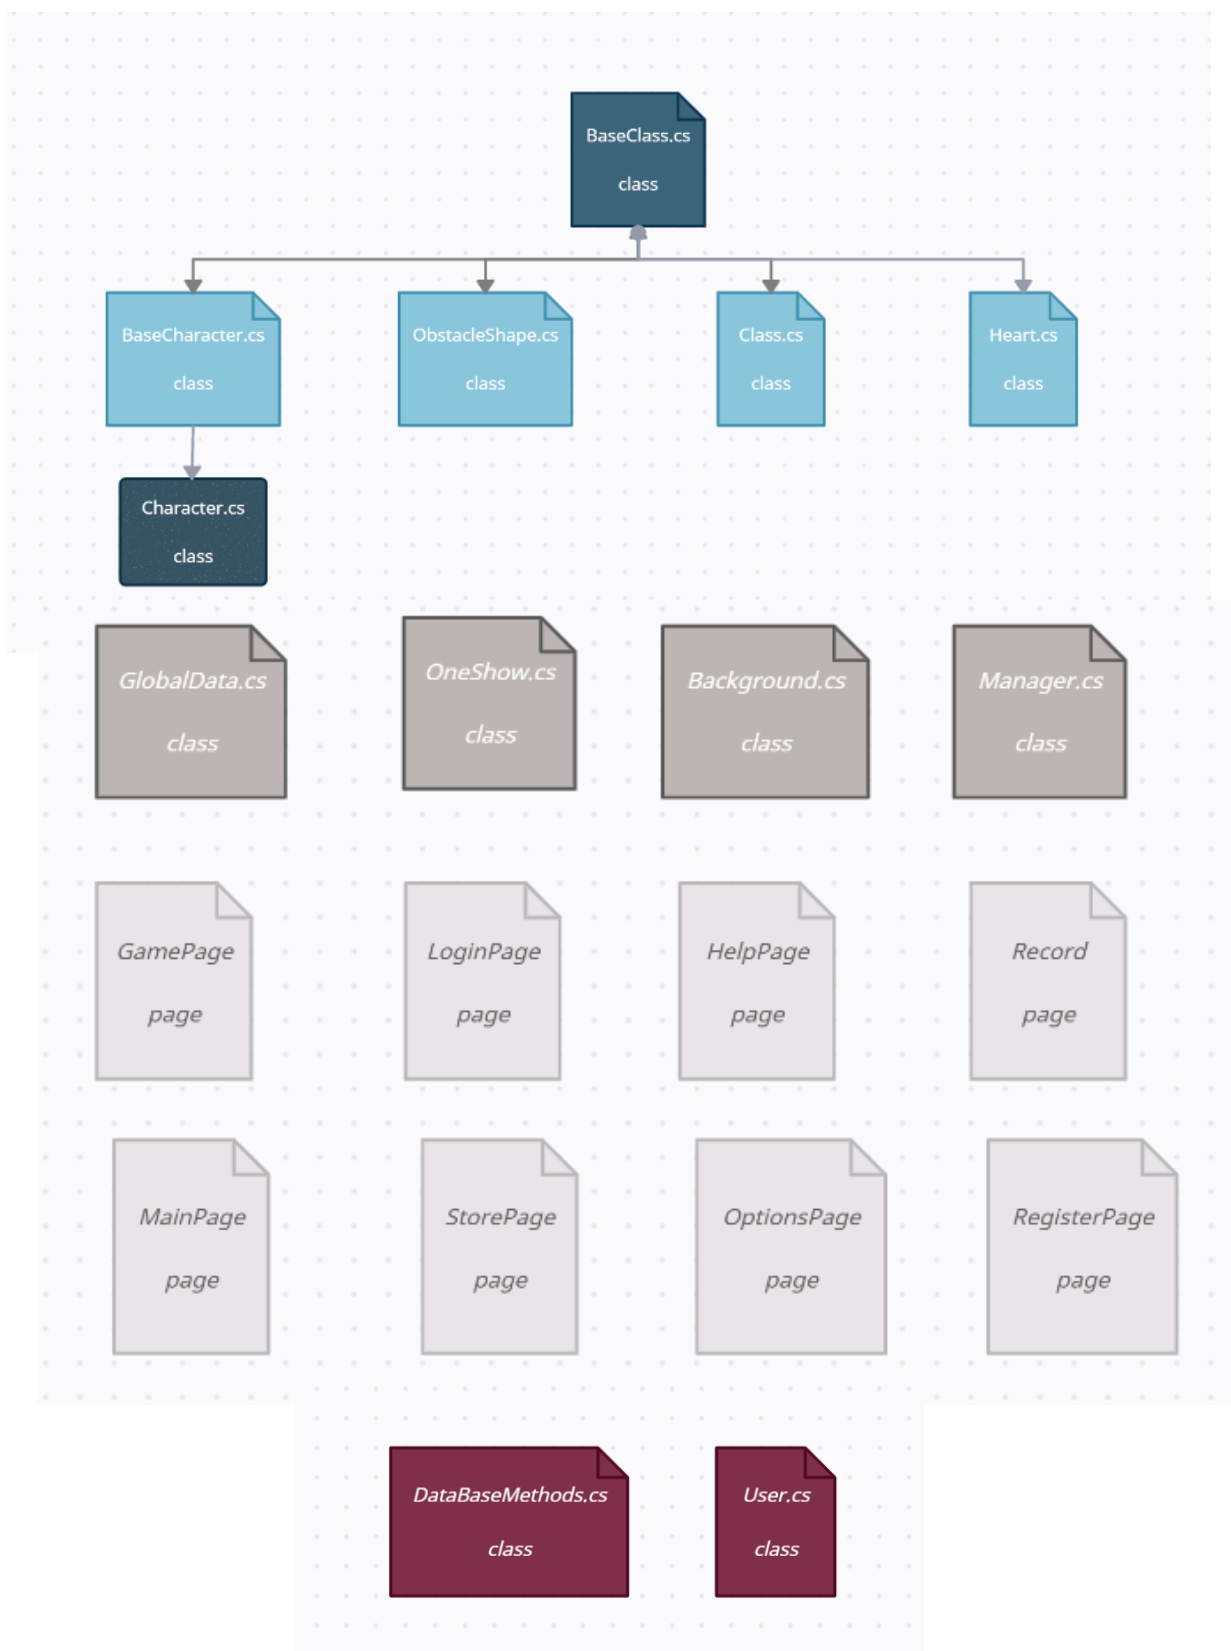 BaseClass.cs
class
BaseCharacter.cs
class
ObstacleShape.cs
class
Class.cs
class
Heart.cs
class
Character.cs
class
GlobalData.cs
class
OneShow.cs
class
Background.cs
class
Manager.cs
class
GamePage
page
LoginPage
page
HelpPage
page
Record
page
MainPage
page
StorePage
page
OptionsPage
page
RegisterPage
page
DataBaseMethods.cs
class
User.cs
class